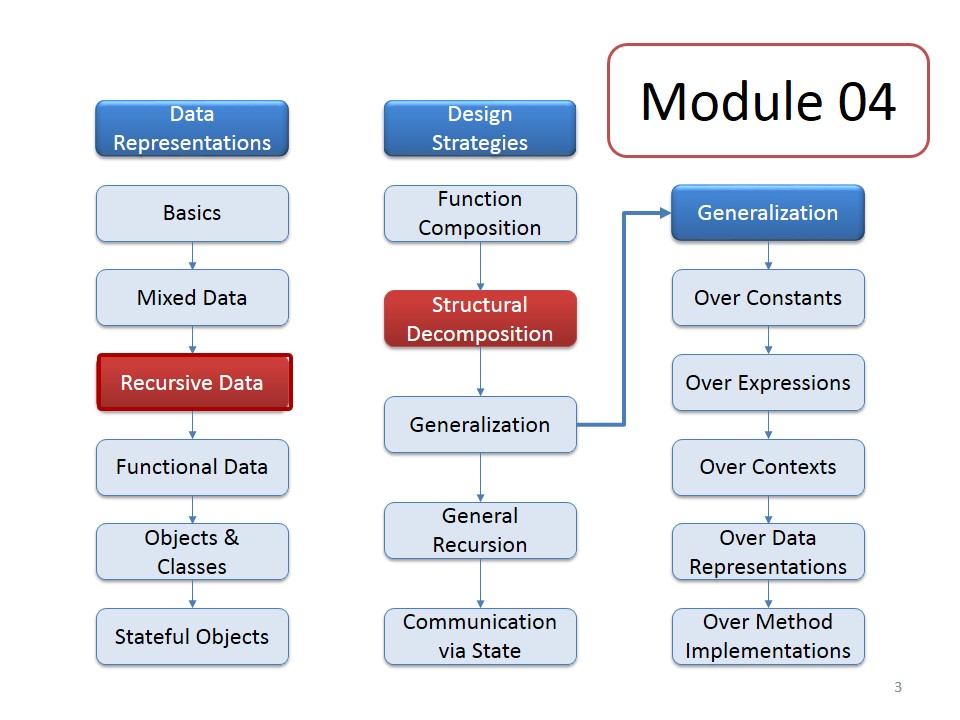 Module 04
Data
Representations
Basics
Mixed Data
Recursive Data
Functional Data
Objects &
Classes
Stateful Objects
Design
Strategies
Function
Composition
Structural
Decomposition
Generalization
General
Recursion
Communication
via State
Generalization
Over Constants
Over Expressions
Over Contexts
Over Data
Representations
Over Method
Implementations
3